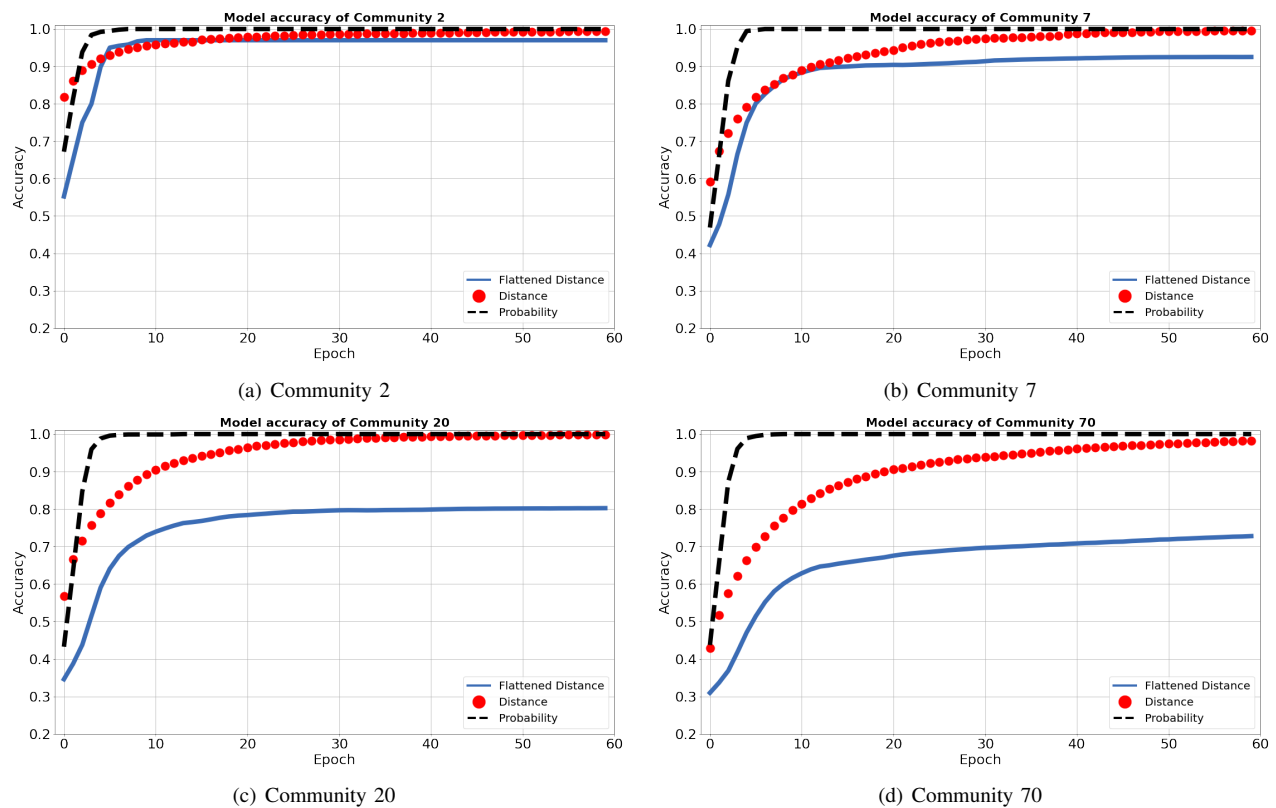 Model accuracy of Community 2
1.0
0.9
0.8
0.7
0.6
0.5
0.4
0.3
0.2
Accuracy
0 10 20 30 40 50 60
Epoch
Flattened Distance
Distance
Probability
(a) Community 2
Model accuracy of Community 7
1.0
0.9
0.8
0.7
0.6
0.5
0.4
0.3
0.2
Accuracy
0 10 20 30 40 50 60
Epoch
Flattened Distance
Distance
Probability
(b) Community 7
Model accuracy of Community 20
1.0
0.9
0.8
0.7
0.6
0.5
0.4
0.3
0.2
Accuracy
0 10 20 30 40 50 60
Epoch
Flattened Distance
Distance
Probability
(c) Community 20
Model accuracy of Community 70
1.0
0.9
0.8
0.7
0.6
0.5
0.4
0.3
0.2
Accuracy
0 10 20 30 40 50 60
Epoch
Flattened Distance
Distance
Probability
(d) Community 70